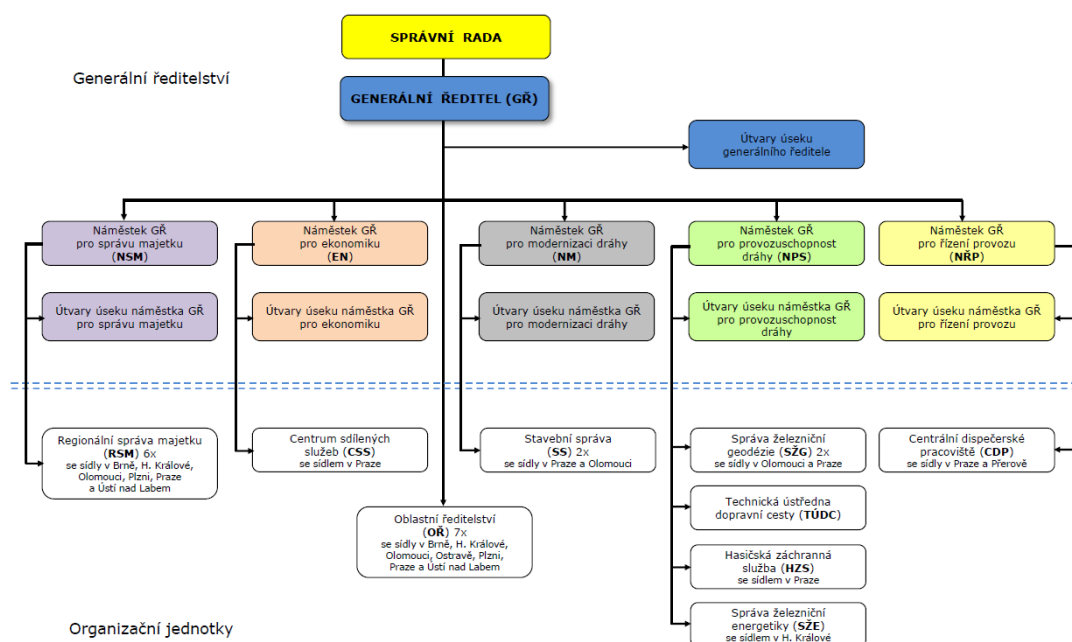 SPRÁVNÍ RADA
Generální ředitelství
GENERÁLNÍ ŘEDITEL (GŘ)
Útvary úseku
generálního ředitele
Náměstek GŘ
pro správu majetku
(NSM)
Náměstek GŘ
pro ekonomiku
(EN)
Náměstek GŘ
pro modernizaci dráhy
(NM)
Náměstek GŘ
pro provozuschopnost
dráhy (NPS)
Náměstek GŘ
pro řízení provozu
(NŘP)
Útvary úseku náměstka GŘ
pro správu majetku
Útvary úseku náměstka GŘ
pro ekonomiku
Útvary úseku náměstka GŘ
pro modernizaci dráhy
Útvary úseku náměstka GŘ
pro provozuschopnost
dráhy
Útvary úseku náměstka GŘ
pro řízení provozu
Regionální správa majetku
(RSM) 6x
se sídly v Brně, H. Králové,
Olomouci, Plzni, Praze
a Ústí nad Labem
Centrum sdílených
služeb (CSS)
se sídlem v Praze
Stavební správa
(SS) 2x
se sídly v Praze a Olomouci
Správa železniční
geodézie (SŽG) 2x
se sídly v Olomouci a Praze
Centrální dispečerské
pracoviště (CDP)
se sídly v Praze a Přerově
Technická ústředna
dopravní cesty (TÚDC)
Oblastní ředitelství
(OŘ) 7x
se sídly v Brně, H. Králové,
Olomouci, Ostravě, Plzni,
Praze a Ústí nad Labem
Hasičská záchranná
služba (HZS)
se sídlem v Praze
Správa železniční
energetiky (SŽE)
se sídlem v H. Králové
Organizační jednotky